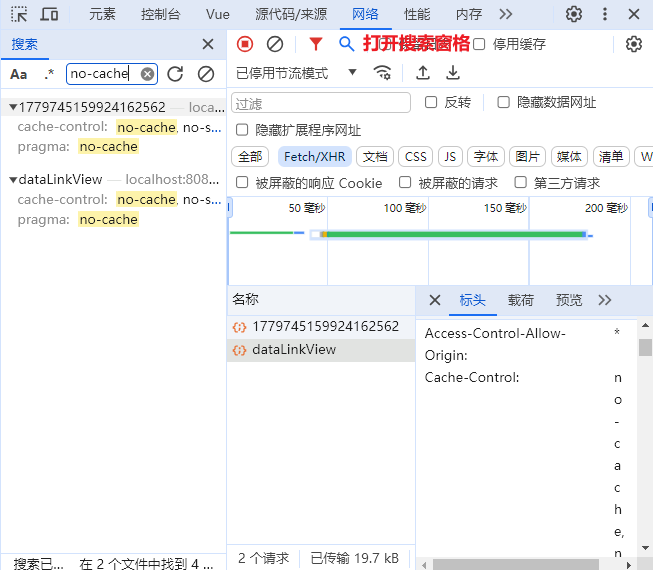 元素 控制台 Vue 源代码/来源 网络 性能 内存
搜索
打开搜索窗格
停用缓存
Aa .* no-cache
已停用节流模式
过滤
反转
隐藏数据网址
隐藏扩展程序网址
全部 Fetch/XHR 文档 CSS JS 字体 图片 媒体 清单 W
被屏蔽的响应 Cookie 被屏蔽的请求 第三方请求
1779745159924162562 — loca...
cache-control: no-cache, no-s...
pragma: no-cache
dataLinkView — localhost:808...
cache-control: no-cache, no-s...
pragma: no-cache
50 毫秒 100 毫秒 150 毫秒 200 毫秒
名称
1779745159924162562
dataLinkView
标头 载荷 预览
Access-Control-Allow-
Origin:
*
Cache-Control:
n
o
-
c
a
c
h
e,
n
搜索已... 在 2 个文件中找到 4 ...
2 个请求 已传输 19.7 kB